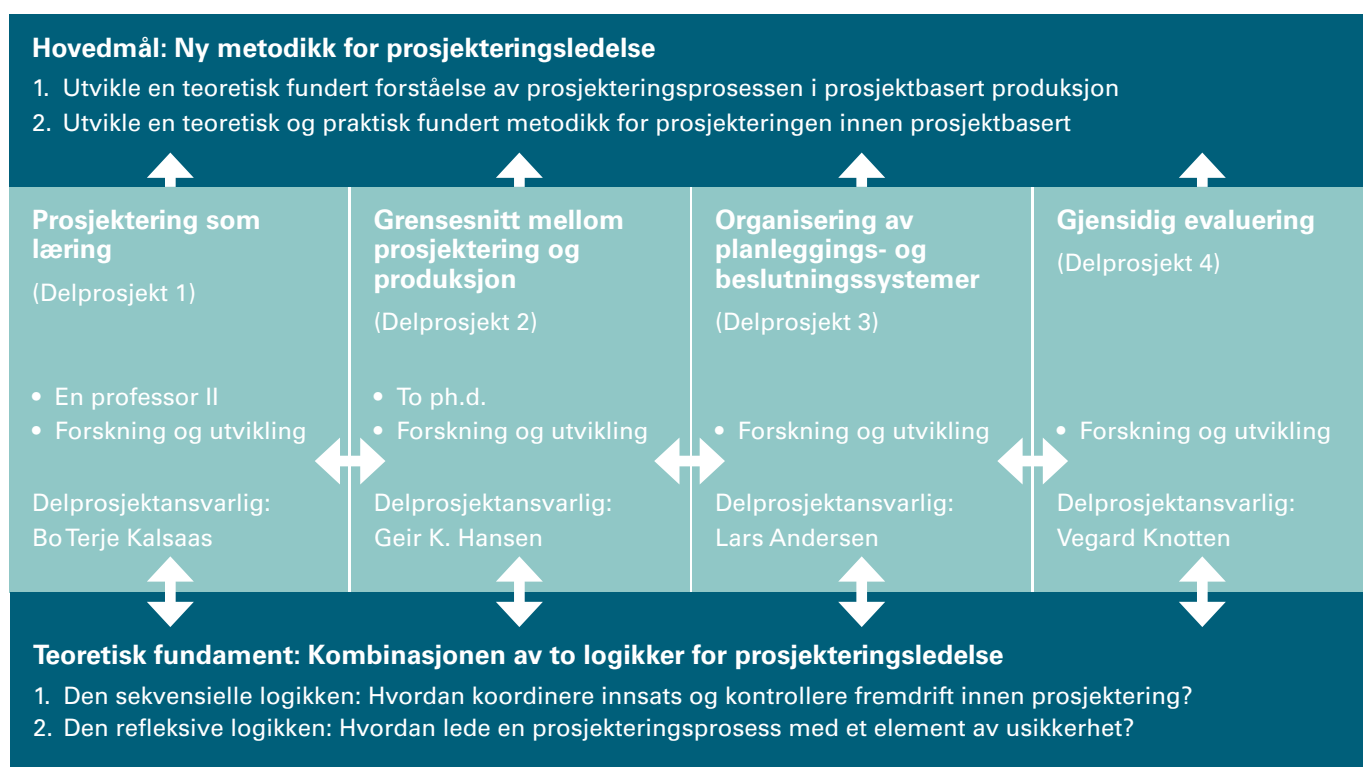 Hovedmål: Ny metodikk for prosjekteringsledelse
1. Utvikle en teoretisk fundert forståelse av prosjekteringsprosessen i prosjektbasert produksjon
2. Utvikle en teoretisk og praktisk fundert metodikk for prosjekteringen innen prosjektbasert
Prosjektering som
læring
(Delprosjekt 1)
• En professor II
• Forskning og utvikling
Delprosjektansvarlig:
Bo Terje Kalsaas
Grensesnitt mellom
prosjektering og
produksjon
(Delprosjekt 2)
• To ph.d.
• Forskning og utvikling
Delprosjektansvarlig:
Geir K. Hansen
Organisering av
planleggings- og
beslutningssystemer
(Delprosjekt 3)
• Forskning og utvikling
Delprosjektansvarlig:
Lars Andersen
Gjensidig evaluering
(Delprosjekt 4)
• Forskning og utvikling
Delprosjektansvarlig:
Vegard Knotten
Teoretisk fundament: Kombinasjonen av to logikker for prosjekteringsledelse
1. Den sekvensielle logikken: Hvordan koordinere innsats og kontrollere fremdrift innen prosjektering?
2. Den refleksive logikken: Hvordan lede en prosjekteringsprosess med et element av usikkerhet?